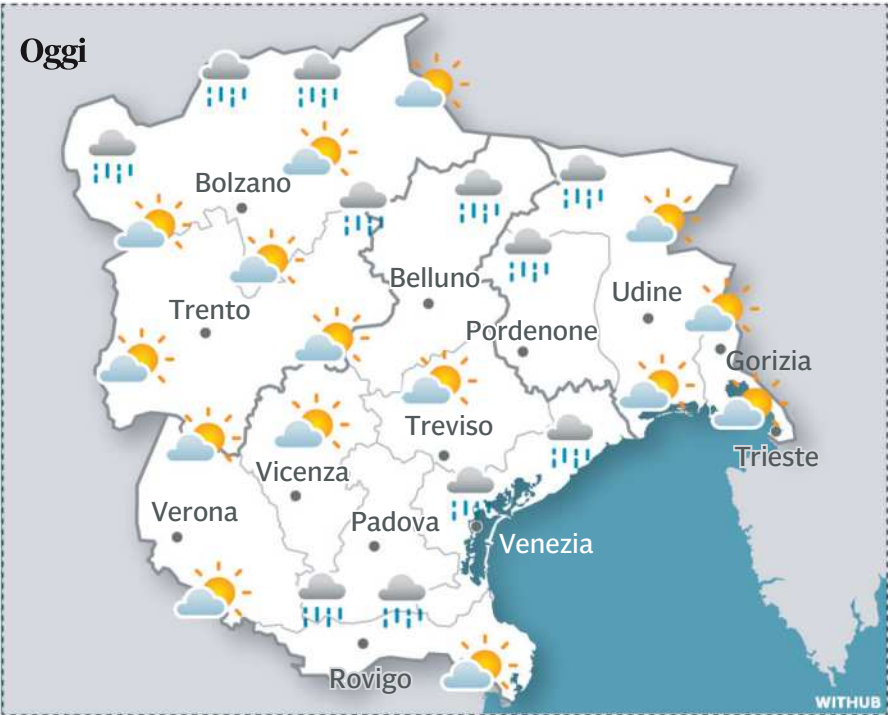 Oggi
Bolzano
Belluno
Trento
Udine
Pordenone
Gorizia
Treviso
Trieste
Vicenza
Verona
Padova
Venezia
Rovigo
WITHUB